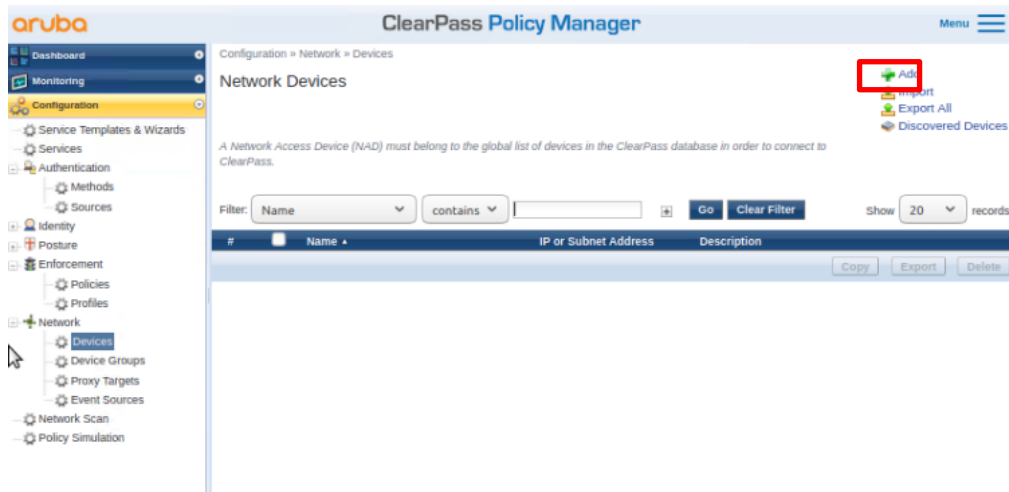 aruba
ClearPass Policy Manager
Menu
Dashboard
Monitoring
Configuration
Service Templates & Wizards
Services
Authentication
Methods
Sources
Identity
Posture
Enforcement
Policies
Profiles
Network
Devices
Device Groups
Proxy Targets
Event Sources
Network Scan
Policy Simulation
Configuration » Network » Devices
Network Devices
Add
Import
Export All
Discovered Devices
A Network Access Device (NAD) must belong to the global list of devices in the ClearPass database in order to connect to
ClearPass.
Filter: Name contains Go Clear Filter Show 20 records
# Name IP or Subnet Address Description
Copy Export Delete